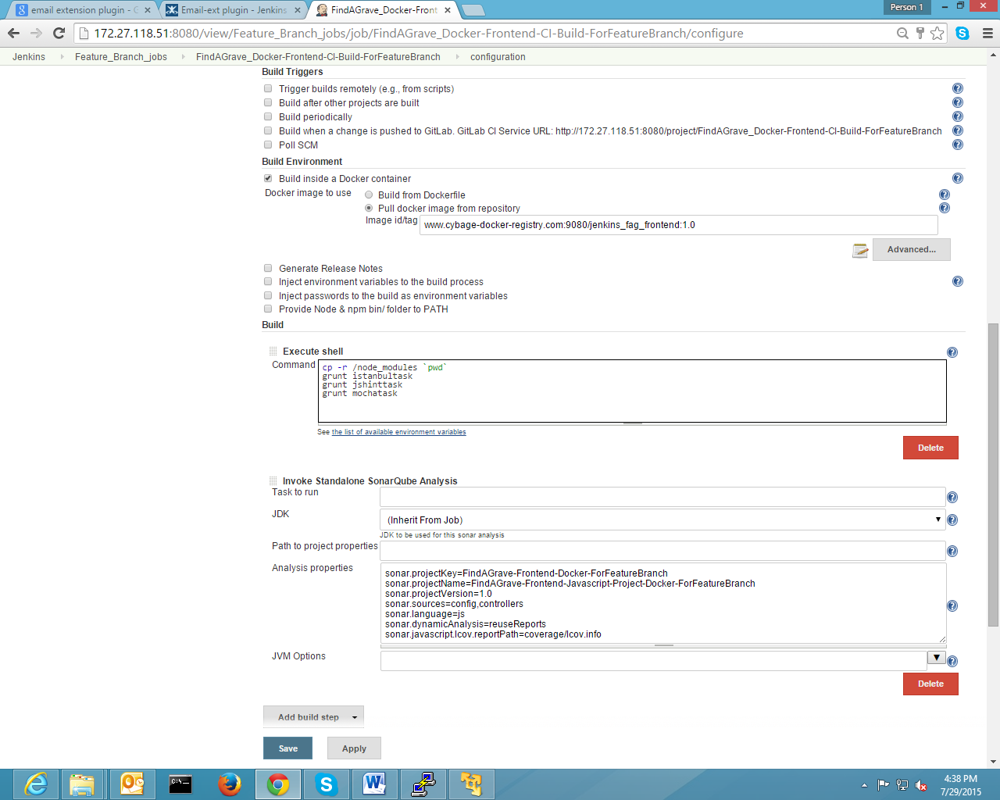 email extension plugin - G
Email-ext plugin - Jenkins
FindAGrave_Docker-Front
Person 1
172.27.118.51:8080/view/Feature_Branch_jobs/job/FindAGrave_Docker-Frontend-CI-Build-ForFeatureBranch/configure
Jenkins
Feature_Branch_jobs
FindAGrave_Docker-Frontend-CI-Build-ForFeatureBranch
configuration
Build Triggers
Trigger builds remotely (e.g., from scripts)
Build after other projects are built
Build periodically
Build when a change is pushed to GitLab. GitLab CI Service URL: http://172.27.118.51:8080/project/FindAGrave_Docker-Frontend-CI-Build-ForFeatureBranch
Poll SCM
Build Environment
Build inside a Docker container
Docker image to use
Build from Dockerfile
Pull docker image from repository
Image id/tag www.cybage-docker-registry.com:9080/jenkins_fag_frontend:1.0
Advanced...
Generate Release Notes
Inject environment variables to the build process
Inject passwords to the build as environment variables
Provide Node & npm bin/ folder to PATH
Build
Execute shell
Command
cp -r /node_modules `pwd`
grunt istanbultask
grunt jshinttask
grunt mochatask
See the list of available environment variables
Delete
Invoke Standalone SonarQube Analysis
Task to run
JDK
(Inherit From Job)
JDK to be used for this sonar analysis
Path to project properties
Analysis properties
sonar.projectKey=FindAGrave-Frontend-Docker-ForFeatureBranch
sonar.projectName=FindAGrave-Frontend-Javascript-Project-Docker-ForFeatureBranch
sonar.projectVersion=1.0
sonar.sources=config,controllers
sonar.language=js
sonar.dynamicAnalysis=reuseReports
sonar.javascript.lcov.reportPath=coverage/lcov.info
JVM Options
Delete
Add build step
Save
Apply
4:38 PM
7/29/2015